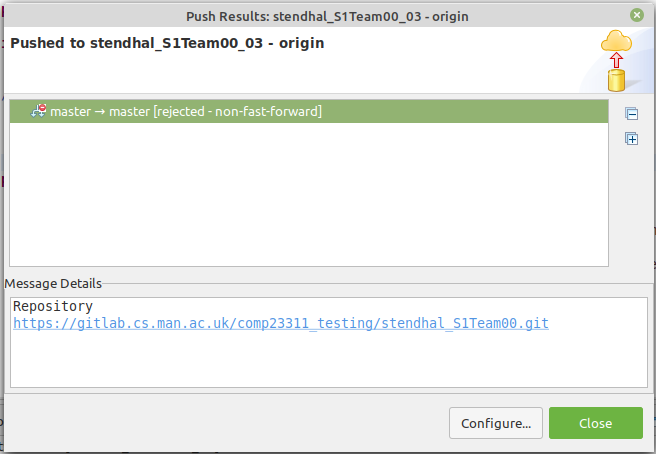 Push Results: stendhal_S1Team00_03 - origin
Pushed to stendhal_S1Team00_03 - origin
master → master [rejected - non-fast-forward]
Message Details
Repository
https://gitlab.cs.man.ac.uk/comp23311_testing/stendhal_S1Team00.git
Configure...
Close